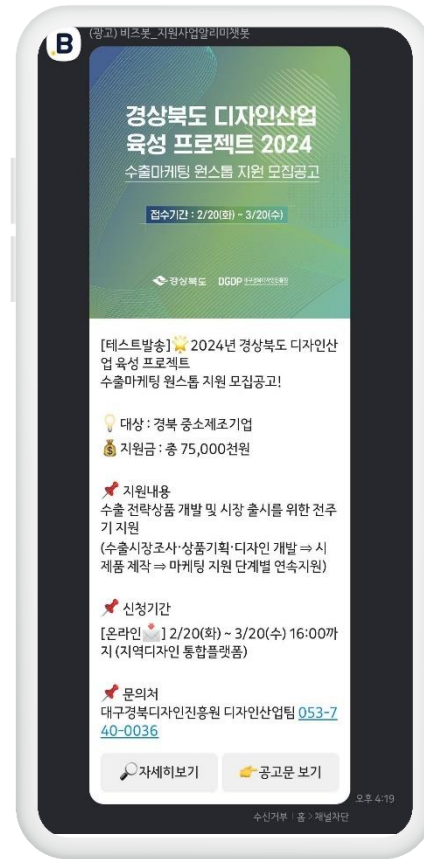 .B
(광고) 비즈봇_지원사업알리미챗봇
경상북도 디자인산업
육성 프로젝트 2024
수출마케팅 원스톱 지원 모집공고
접수기간 : 2/20(화) ~ 3/20(수)
경상북도 DGDP 대구경북디자인진흥원
[테스트발송]🌟 2024년 경상북도 디자인산
업 육성 프로젝트
수출마케팅 원스톱 지원 모집공고!
💡 대상 : 경북 중소제조기업
💰 지원금 : 총 75,000천원
📌 지원내용
수출 전략상품 개발 및 시장 출시를 위한 전주
기 지원
(수출시장조사·상품기획·디자인 개발 ⇒ 시
제품 제작 ⇒ 마케팅 지원 단계별 연속지원)
📌 신청기간
[온라인📩] 2/20(화) ~ 3/20(수) 16:00까
지 (지역디자인 통합플랫폼)
📌 문의처
대구경북디자인진흥원 디자인산업팀 053-7
40-0036
🔎자세히보기 👉공고문 보기
오후 4:19
수신거부 | 홈 > 채널차단